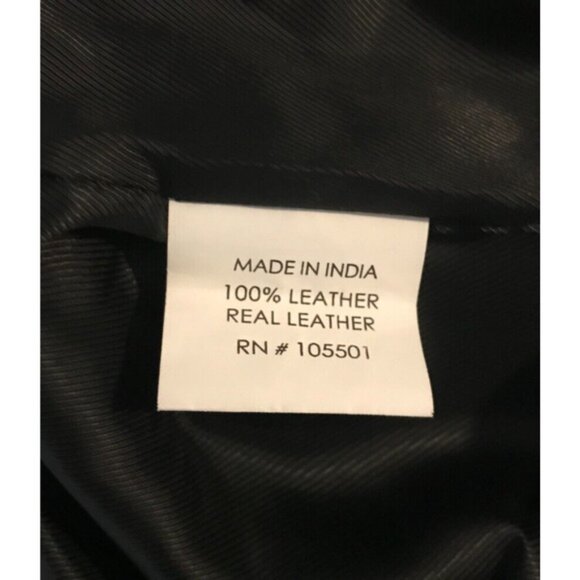 MADE IN INDIA
100% LEATHER
REAL LEATHER
RN # 105501